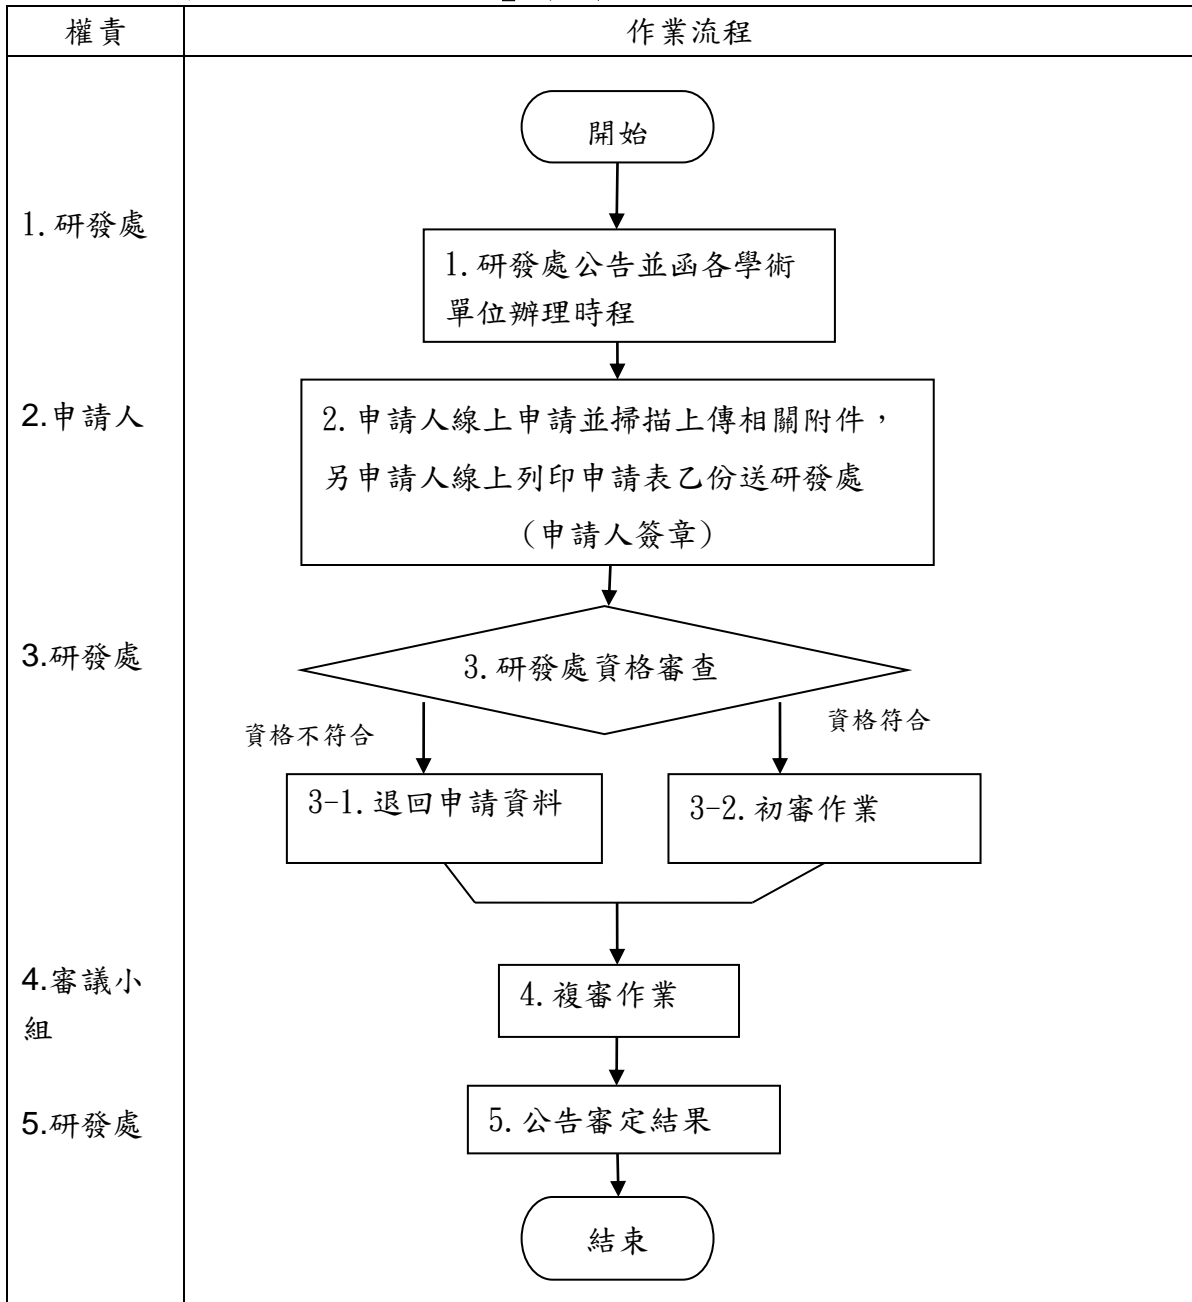 權責
作業流程
開始
1.研發處
1.研發處公告並函各學術
單位辦理時程
2.申請人
2.申請人線上申請並掃描上傳相關附件，
另申請人線上列印申請表乙份送研發處
(申請人簽章)
3.研發處
3.研發處資格審查
資格不符合
資格符合
3-1.退回申請資料
3-2.初審作業
4.審議小
組
4.複審作業
5.研發處
5.公告審定結果
結束